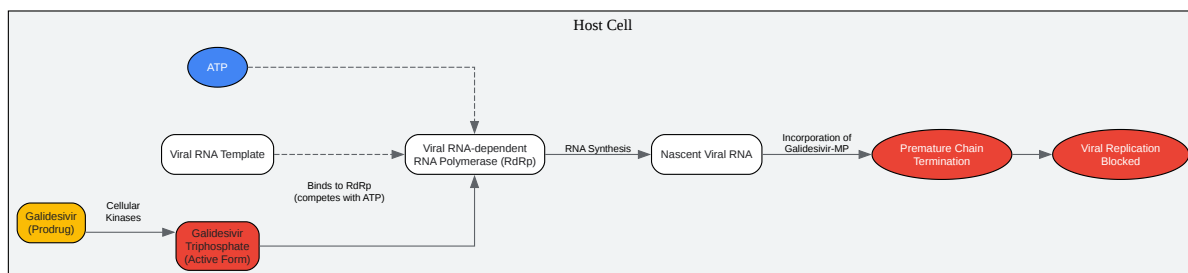 Host Cell
ATP
Viral RNA Template
Viral RNA-dependent
RNA Polymerase (RdRp)
RNA Synthesis
Nascent Viral RNA
Incorporation of
Galidesivir-MP
Premature Chain
Termination
Viral Replication
Blocked
Binds to RdRp
(competes with ATP)
Galidesivir
(Prodrug)
Cellular
Kinases
Galidesivir
Triphosphate
(Active Form)